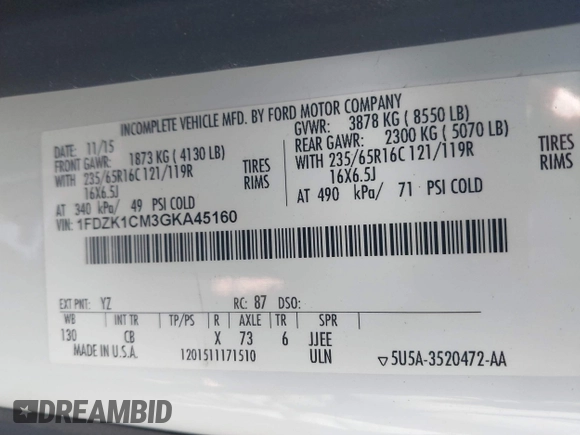 INCOMPLETE VEHICLE MFD. BY FORD MOTOR COMPANY
DATE: 11/15 GVWR: 3878 KG ( 8550 LB)
FRONT GAWR: 1873 KG ( 4130 LB) REAR GAWR: 2300 KG ( 5070 LB)
WITH 235/65R16C 121/119R TIRES WITH 235/65R16C 121/119R TIRES
16X6.5J RIMS 16X6.5J RIMS
AT 340 kPa/ 49 PSI COLD AT 490 kPa/ 71 PSI COLD
VIN: 1FDZK1CM3GKA45160
EXT PNT: YZ RC: 87 DSO:
WB INT TR TP/PS R AXLE TR SPR
130 CB X 73 6 JJEE
MADE IN U.S.A. 1201511171510 ULN ▽5U5A-3520472-AA
DREAMBID